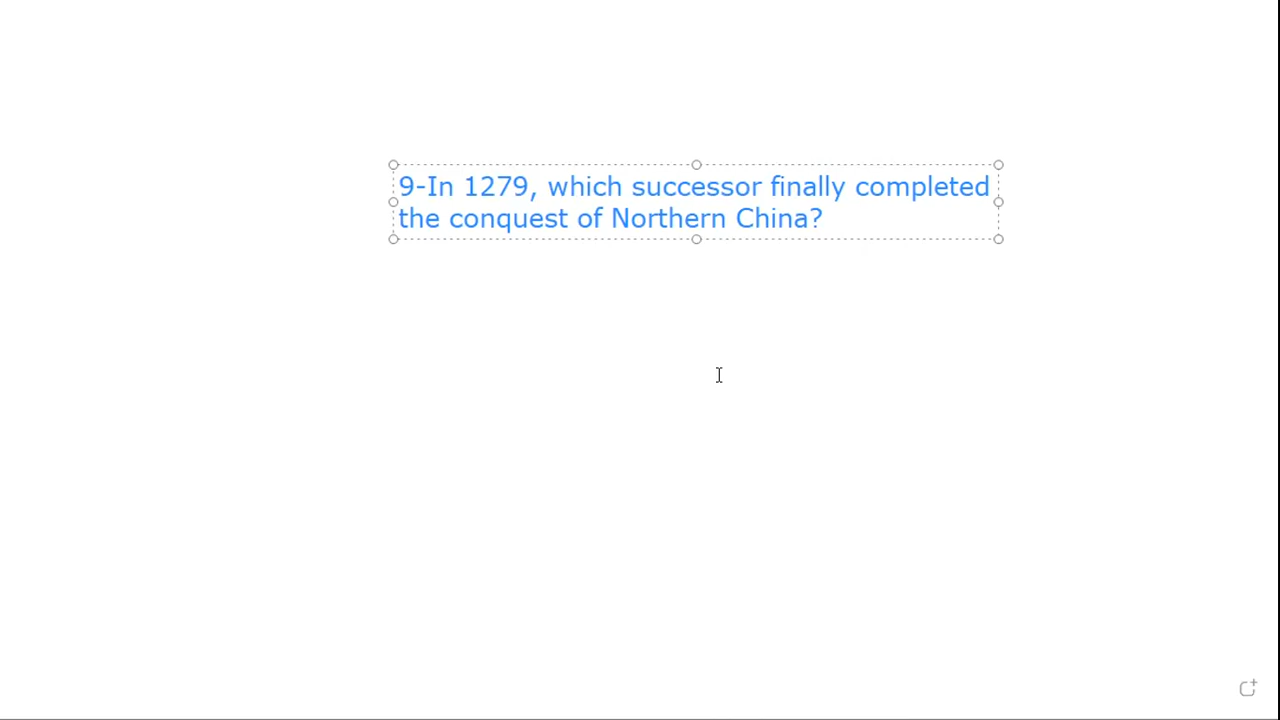 9-In 1279, which successor finally completed
the conquest of Northern China?